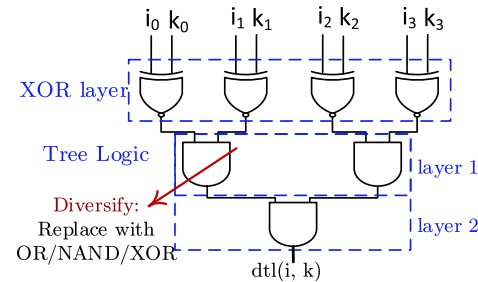 i0 k0 i1 k1 i2 k2 i3 k3
XOR layer
Tree Logic
layer 1
Diversify:
Replace with
layer 2
OR/NAND/XOR
dtl(i, k)